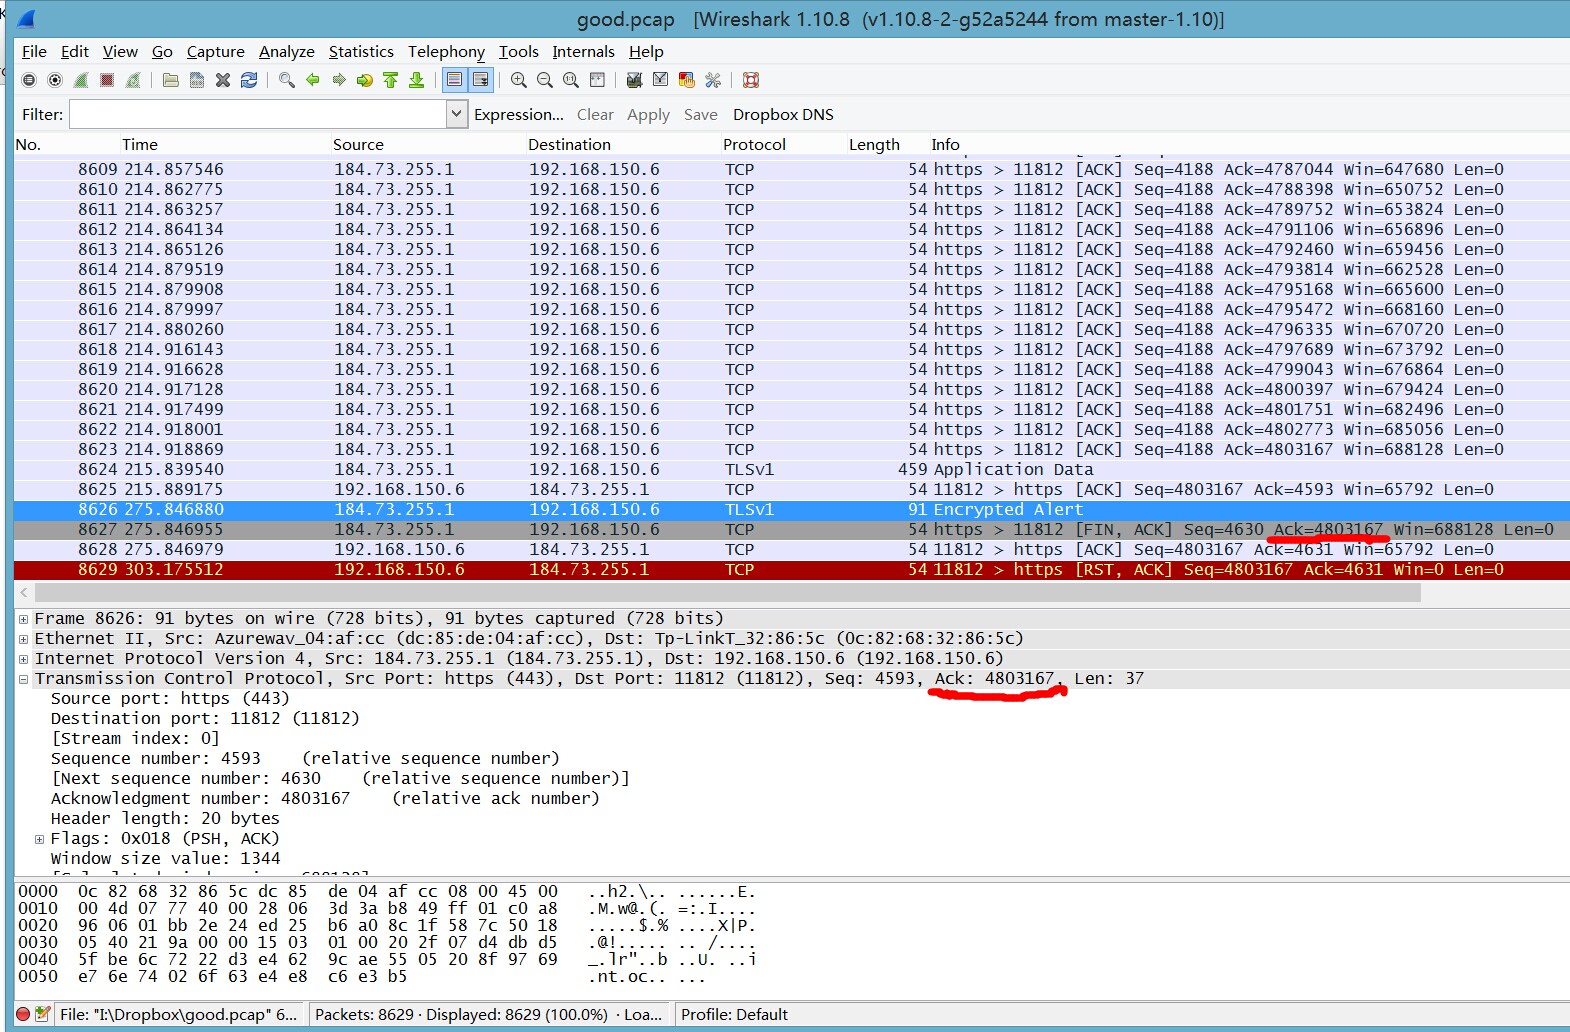 good.pcap [Wireshark 1.10.8 (v1.10.8-2-g52a5244 from master-1.10)]
File Edit View Go Capture Analyze Statistics Telephony Tools Internals Help
Filter: Expression... Clear Apply Save Dropbox DNS
No. Time Source Destination Protocol Length Info
8609 214.857546 184.73.255.1 192.168.150.6 TCP 54 https > 11812 [ACK] Seq=4188 Ack=4787044 Win=647680 Len=0
8610 214.862775 184.73.255.1 192.168.150.6 TCP 54 https > 11812 [ACK] Seq=4188 Ack=4788398 Win=650752 Len=0
8611 214.863257 184.73.255.1 192.168.150.6 TCP 54 https > 11812 [ACK] Seq=4188 Ack=4789752 Win=653824 Len=0
8612 214.864134 184.73.255.1 192.168.150.6 TCP 54 https > 11812 [ACK] Seq=4188 Ack=4791106 Win=656896 Len=0
8613 214.865126 184.73.255.1 192.168.150.6 TCP 54 https > 11812 [ACK] Seq=4188 Ack=4792460 Win=659456 Len=0
8614 214.879519 184.73.255.1 192.168.150.6 TCP 54 https > 11812 [ACK] Seq=4188 Ack=4793814 Win=662528 Len=0
8615 214.879908 184.73.255.1 192.168.150.6 TCP 54 https > 11812 [ACK] Seq=4188 Ack=4795168 Win=665600 Len=0
8616 214.879997 184.73.255.1 192.168.150.6 TCP 54 https > 11812 [ACK] Seq=4188 Ack=4795472 Win=668160 Len=0
8617 214.880260 184.73.255.1 192.168.150.6 TCP 54 https > 11812 [ACK] Seq=4188 Ack=4796335 Win=670720 Len=0
8618 214.916143 184.73.255.1 192.168.150.6 TCP 54 https > 11812 [ACK] Seq=4188 Ack=4797689 Win=673792 Len=0
8619 214.916628 184.73.255.1 192.168.150.6 TCP 54 https > 11812 [ACK] Seq=4188 Ack=4799043 Win=676864 Len=0
8620 214.917128 184.73.255.1 192.168.150.6 TCP 54 https > 11812 [ACK] Seq=4188 Ack=4800397 Win=679424 Len=0
8621 214.917499 184.73.255.1 192.168.150.6 TCP 54 https > 11812 [ACK] Seq=4188 Ack=4801751 Win=682496 Len=0
8622 214.918001 184.73.255.1 192.168.150.6 TCP 54 https > 11812 [ACK] Seq=4188 Ack=4802773 Win=685056 Len=0
8623 214.918869 184.73.255.1 192.168.150.6 TCP 54 https > 11812 [ACK] Seq=4188 Ack=4803167 Win=688128 Len=0
8624 215.839540 184.73.255.1 192.168.150.6 TLSv1 459 Application Data
8625 215.889175 192.168.150.6 184.73.255.1 TCP 54 11812 > https [ACK] Seq=4803167 Ack=4593 Win=65792 Len=0
8626 275.846880 184.73.255.1 192.168.150.6 TLSv1 91 Encrypted Alert
8627 275.846955 184.73.255.1 192.168.150.6 TCP 54 https > 11812 [FIN, ACK] Seq=4630 Ack=4803167 Win=688128 Len=0
8628 275.846979 192.168.150.6 184.73.255.1 TCP 54 11812 > https [ACK] Seq=4803167 Ack=4631 Win=65792 Len=0
8629 303.175512 192.168.150.6 184.73.255.1 TCP 54 11812 > https [RST, ACK] Seq=4803167 Ack=4631 Win=0 Len=0
Frame 8626: 91 bytes on wire (728 bits), 91 bytes captured (728 bits)
Ethernet II, Src: Azurewav_04:af:cc (dc:85:de:04:af:cc), Dst: Tp-LinkT_32:86:5c (0c:82:68:32:86:5c)
Internet Protocol Version 4, Src: 184.73.255.1 (184.73.255.1), Dst: 192.168.150.6 (192.168.150.6)
Transmission Control Protocol, Src Port: https (443), Dst Port: 11812 (11812), Seq: 4593, Ack: 4803167, Len: 37
Source port: https (443)
Destination port: 11812 (11812)
[Stream index: 0]
Sequence number: 4593 (relative sequence number)
[Next sequence number: 4630 (relative sequence number)]
Acknowledgment number: 4803167 (relative ack number)
Header length: 20 bytes
Flags: 0x018 (PSH, ACK)
Window size value: 1344
0000 0c 82 68 32 86 5c dc 85 de 04 af cc 08 00 45 00 ..h2.\.. ......E.
0010 00 4d 07 77 40 00 28 06 3d 3a b8 49 ff 01 c0 a8 .M.w@.(. =:.I....
0020 96 06 01 bb 2e 24 ed 25 b6 a0 8c 1f 58 7c 50 18 .....$.% ....X|P.
0030 05 40 21 9a 00 00 15 03 01 00 20 2f 07 d4 db d5 .@!..... .. /....
0040 5f be 6c 72 22 d3 e4 62 9c ae 55 05 20 8f 97 69 _.lr"..b ..U. ..i
0050 e7 6e 74 02 6f 63 e4 e8 c6 e3 b5 .nt.oc.. ...
File: "I:\Dropbox\good.pcap" 6... Packets: 8629 · Displayed: 8629 (100.0%) · Loa... Profile: Default